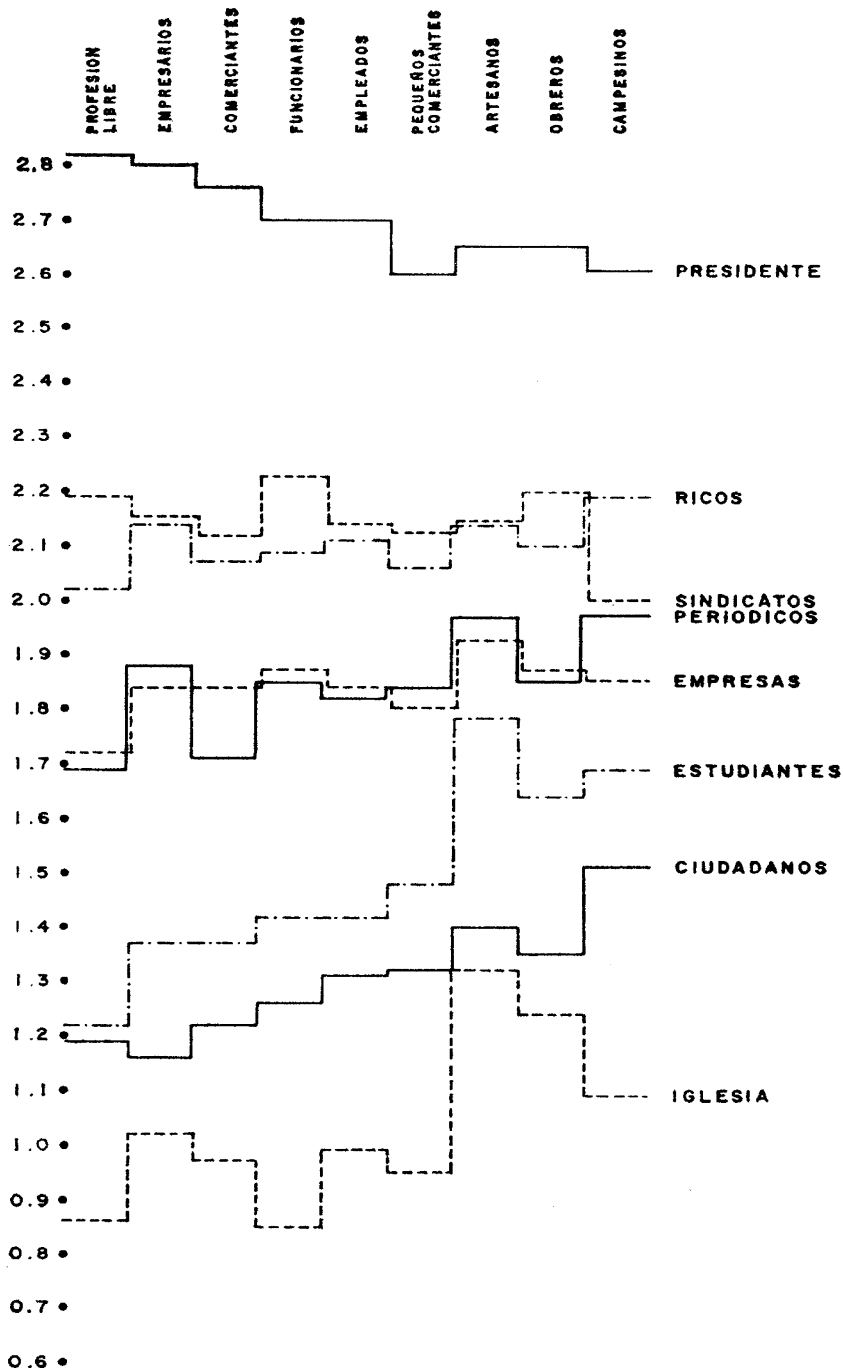 PROFESION
LIBRE
EMPRESARIOS
COMERCIANTES
FUNCIONARIOS
EMPLEADOS
PEQUEÑOS
COMERCIANTES
ARTESANOS
OBREROS
CAMPESINOS
2.8
2.7
2.6
PRESIDENTE
2.5
2.4
2.3
2.2
RICOS
2.1
2.0
SINDICATOS
PERIODICOS
1.9
EMPRESAS
1.8
1.7
ESTUDIANTES
1.6
1.5
CIUDADANOS
1.4
1.3
1.2
1.1
IGLESIA
1.0
0.9
0.8
0.7
0.6